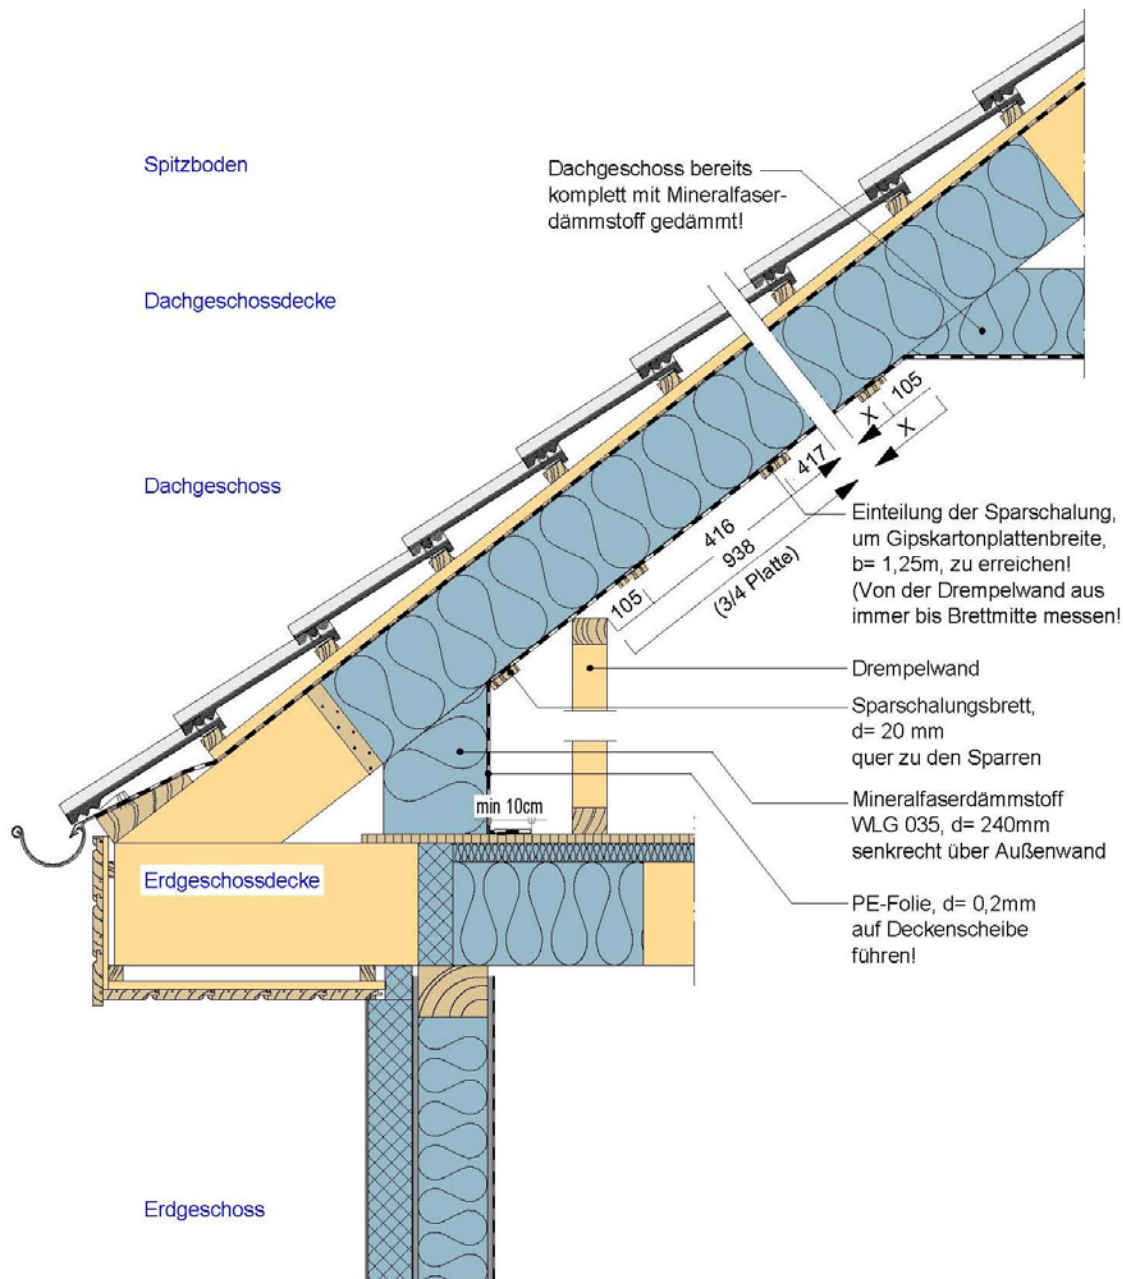 Spitzboden
Dachgeschoss bereits
komplett mit Mineralfaser-
dämmstoff gedämmt!
Dachgeschossdecke
Dachgeschoss
105
X
X
417
416
938
(3/4 Platte)
105
Einteilung der Sparschalung,
um Gipskartonplattenbreite,
b= 1,25m, zu erreichen!
(Von der Drempelwand aus
immer bis Brettmitte messen!
Drempelwand
Sparschalungsbrett,
d= 20 mm
quer zu den Sparren
min 10cm
Mineralfaserdämmstoff
WLG 035, d= 240mm
senkrecht über Außenwand
Erdgeschossdecke
PE-Folie, d= 0,2mm
auf Deckenscheibe
führen!
Erdgeschoss